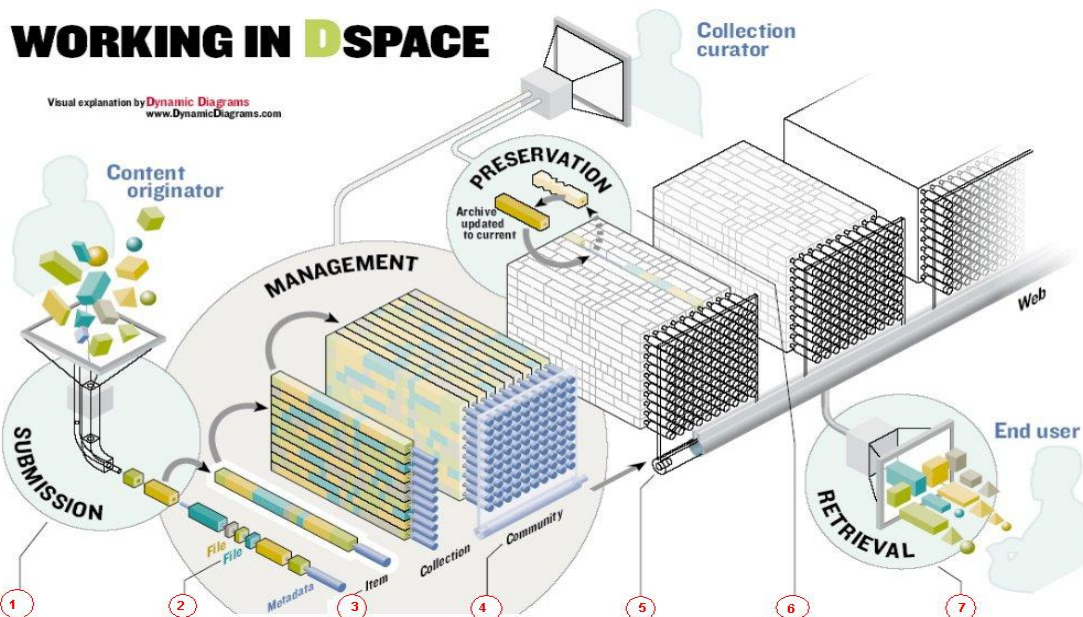 WORKING IN DSPACE
Visual explanation by Dynamic Diagrams
www.DynamicDiagrams.com
Collection
curator
Content
originator
PRESERVATION
Archive
updated
to current
MANAGEMENT
SUBMISSION
File
File
Metadata
Item
Collection
Community
Web
End user
RETRIEVAL
1
2
3
4
5
6
7